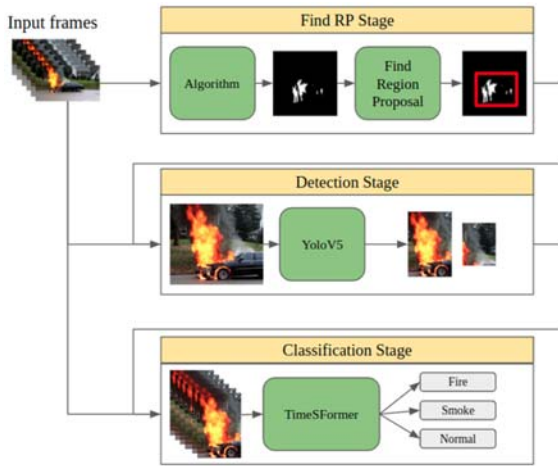 Input frames
Find RP Stage
Algorithm
Find
Region
Proposal
Detection Stage
YoloV5
Classification Stage
TimeSFormer
Fire
Smoke
Normal